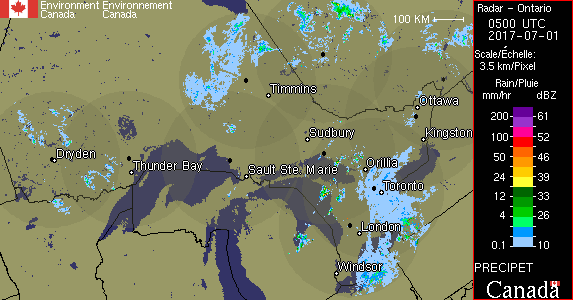 Environment Environnement
Canada Canada
100 KM
Timmins
Ottawa
Sudbury
Kingston
Dryden
Thunder Bay
Sault Ste. Marie
Orillia
Toronto
London
Windsor
Radar - Ontario
0500 UTC
2017-07-01
Scale/Échelle:
3.5 km/Pixel
Rain/Pluie
mm/hr dBZ
200 61
100 52
50 46
24 39
12 33
4 26
0.1 10
PRECIPET
Canada